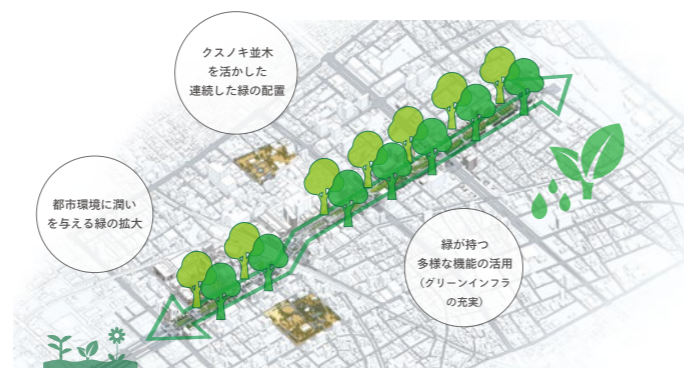 クスノキ並木
を活かした
連続した緑の配置
都市環境に潤い
を与える緑の拡大
緑が持つ
多様な機能の活用
(グリーンインフラ
の充実)